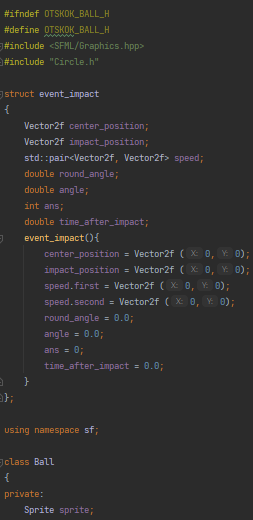 #ifndef OTSKOK_BALL_H
#define OTSKOK_BALL_H
#include <SFML/Graphics.hpp>
#include "Circle.h"

struct event_impact
{
    Vector2f center_position;
    Vector2f impact_position;
    std::pair<Vector2f, Vector2f> speed;
    double round_angle;
    double angle;
    int ans;
    double time_after_impact;
    event_impact(){
        center_position = Vector2f ( X: 0, Y: 0);
        impact_position = Vector2f ( X: 0, Y: 0);
        speed.first = Vector2f ( X: 0, Y: 0);
        speed.second = Vector2f ( X: 0, Y: 0);
        round_angle = 0.0;
        angle = 0.0;
        ans = 0;
        time_after_impact = 0.0;
    }
};

using namespace sf;

class Ball
{
private:
    Sprite sprite;